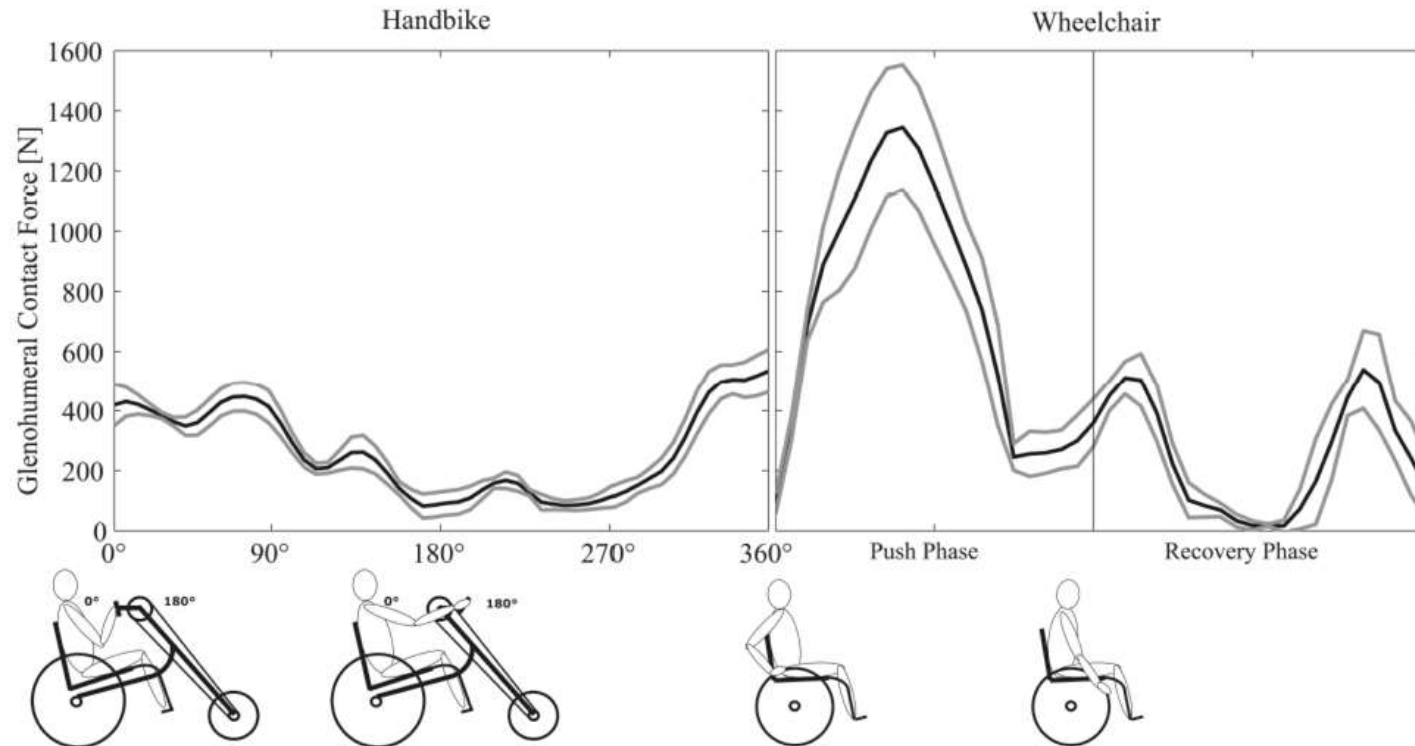 Handbike
Wheelchair
Glenohumeral Contact Force [N]
1600
1400
1200
1000
800
600
400
200
0
0° 90° 180° 270° 360°
Push Phase Recovery Phase
0° 180°
0° 180°